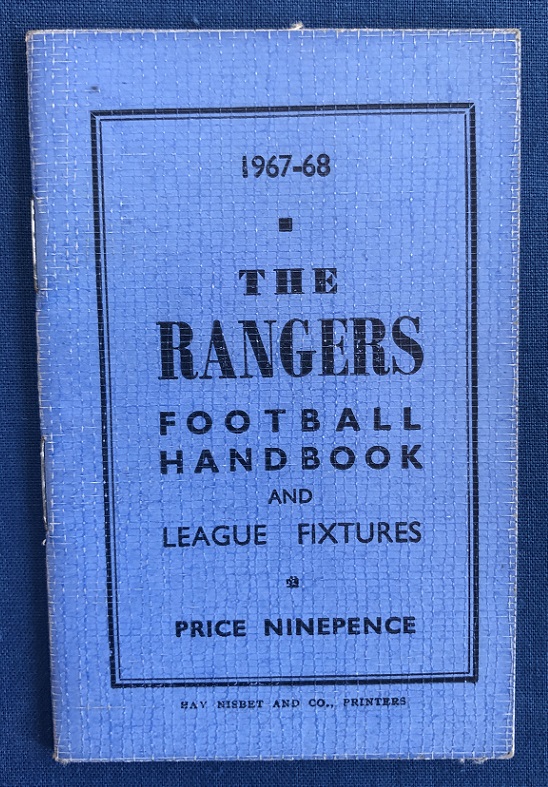 1967-68
THE
RANGERS
FOOTBALL
HANDBOOK
AND
LEAGUE FIXTURES
PRICE NINEPENCE
HAY NISBET AND CO., PRINTERS